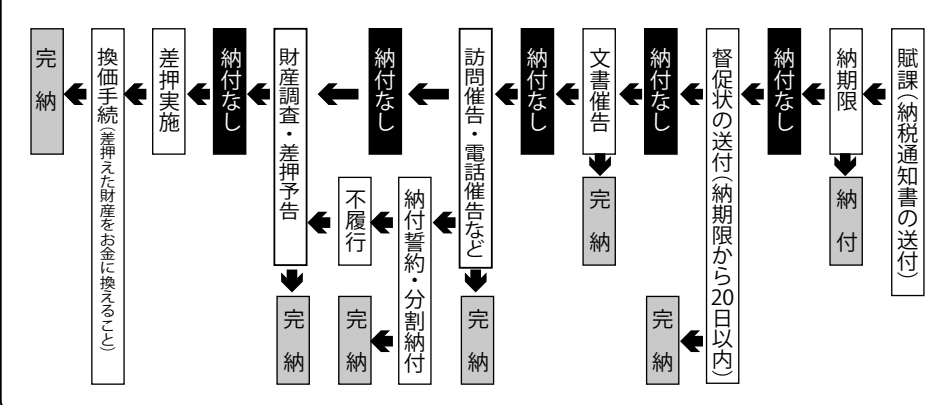 賦課（納税通知書の送付）
納期限
納付
納付なし
督促状の送付（納期限から20日以内）
完納
納付なし
文書催告
完納
納付なし
訪問催告・電話催告など
完納
納付なし
納付誓約・分割納付
完納
不履行
財産調査・差押予告
完納
納付なし
差押実施
換価手続（差押えた財産をお金に換えること）
完納